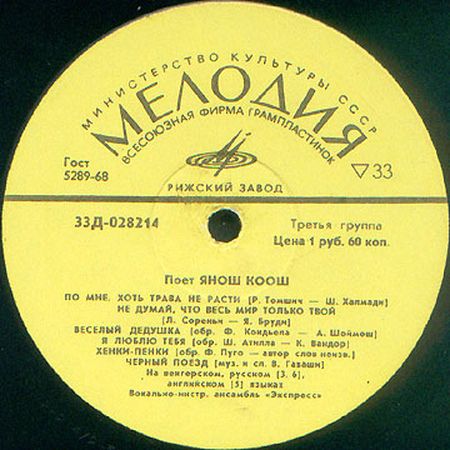 МИНИСТЕРСТВО КУЛЬТУРЫ СССР
МЕЛОДИЯ
ВСЕСОЮЗНАЯ ФИРМА ГРАМПЛАСТИНОК
Гост
5289-68
▽33
РИЖСКИЙ ЗАВОД
33Д-028214
Третья группа
Цена 1 руб. 60 коп.
Поет ЯНОШ КООШ
ПО МНЕ, ХОТЬ ТРАВА НЕ РАСТИ [Р. Томшич — Ш. Халмади]
НЕ ДУМАЙ, ЧТО ВЕСЬ МИР ТОЛЬКО ТВОЙ
[Л. Сореньи — Я. Броди]
ВЕСЕЛЫЙ ДЕДУШКА [обр. Ф. Кондьела — А. Шоймош]
Я ЛЮБЛЮ ТЕБЯ [обр. Ш. Атилла — К. Вандор]
ХЕНКИ-ПЕНКИ [обр. Ф. Пуго — автор слов неизв.]
ЧЕРНЫЙ ПОЕЗД [муз. и сл. В. Гаваши]
На венгерском, русском [3, 6],
английском [5] языках
Вокально-инстр. ансамбль «Экспресс»